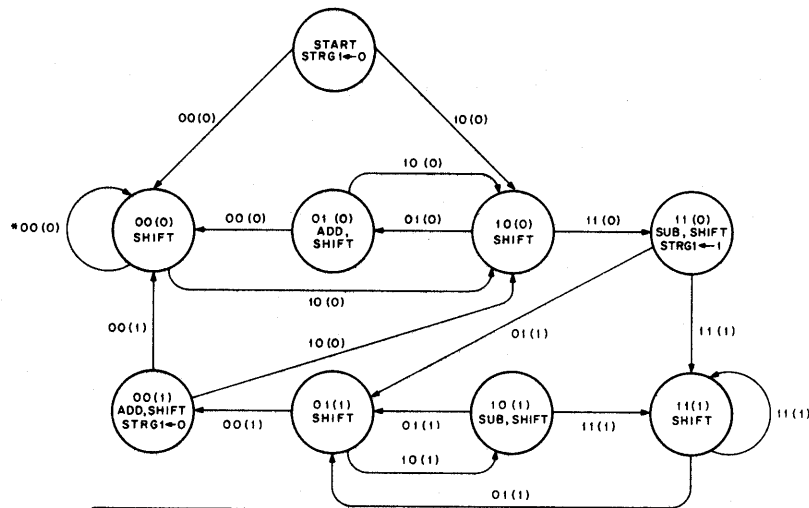 START
STRG1←0
00(0)
10(0)
10(0)
*00(0)
00(0)
SHIFT
00(0)
01(0)
ADD,
SHIFT
01(0)
10(0)
SHIFT
11(0)
11(0)
SUB, SHIFT
STRG1←1
10(0)
00(1)
10(0)
01(1)
11(1)
00(1)
ADD,SHIFT
STRG1←0
00(1)
01(1)
SHIFT
01(1)
10(1)
SUB, SHIFT
11(1)
11(1)
SHIFT
11(1)
10(1)
01(1)